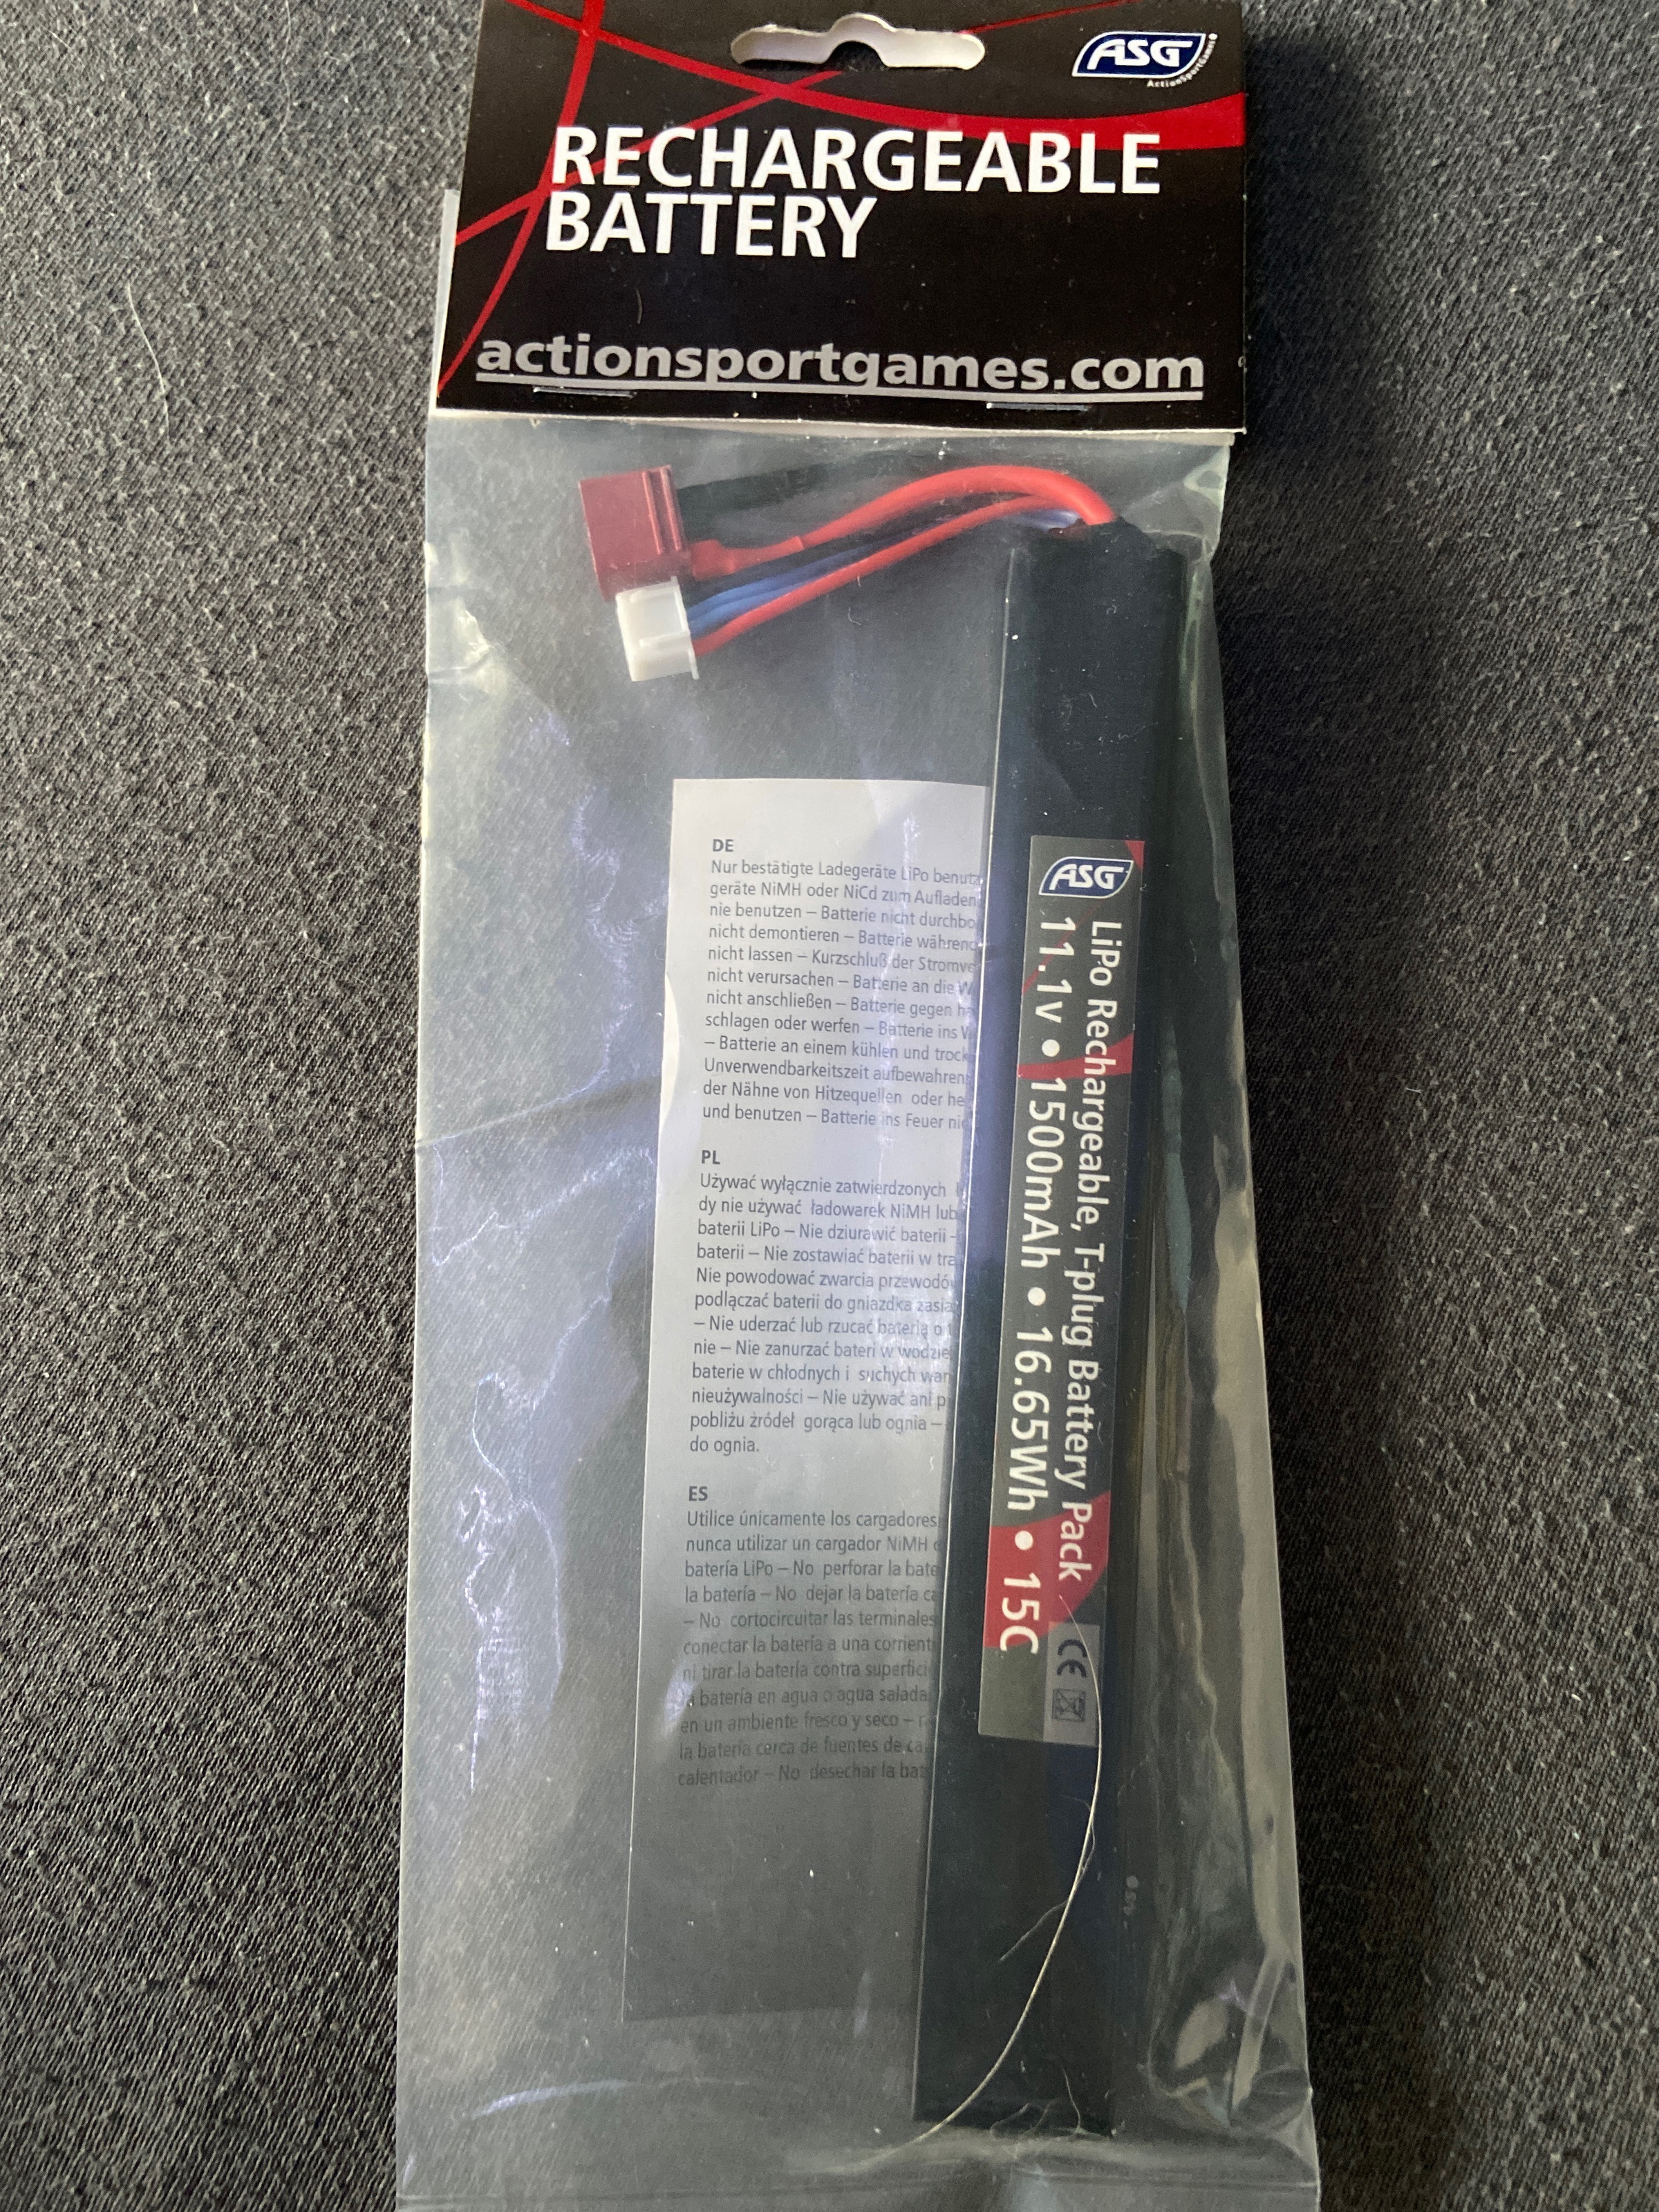 ASG
ActionSportGames
RECHARGEABLE
BATTERY
actionsportgames.com
DE
Nur bestätigte Ladegeräte LiPo
geräte NiMH oder NiCd zum Aufladen
nie benutzen – Batterie nicht
nicht demontieren – Batterie
nicht lassen – Kurzschluß der
nicht verursachen – Batterie an die
nicht anschließen – Batterie gegen
schlagen oder werfen – Batterie ins
– Batterie an einem kühlen und
Unverwendbarkeitszeit aufbewahren
der Nähne von Hitzequellen oder
und benutzen – Batterie ins Feuer
PL
Używać wyłącznie zatwierdzonych
dy nie używać ładowarek NiMH lub
baterii LiPo – Nie dziurawić baterii –
baterii – Nie zostawiać baterii w
Nie powodować zwarcia
podłączać baterii do gniazdka
– Nie uderzać lub rzucać baterią o
nie – Nie zanurzać bateri w wodzie
baterie w chłodnych i suchych
nieużywalności – Nie używać ani
pobliżu żródeł gorąca lub ognia –
do ognia.
ES
Utilice únicamente los cargadores
nunca utilizar un cargador NiMH
batería LiPo – No perforar la
la batería – No dejar la batería
– No cortocircuitar las terminales
conectar la batería a una
ni tirar la batería contra
la batería en agua o agua salada
en un ambiente fresco y seco –
la batería cerca de fuentes de
calentador – No desechar la
ASG
LiPo Rechargeable, T-plug Battery Pack
11.1v • 1500mAh • 16.65Wh • 15C
CE